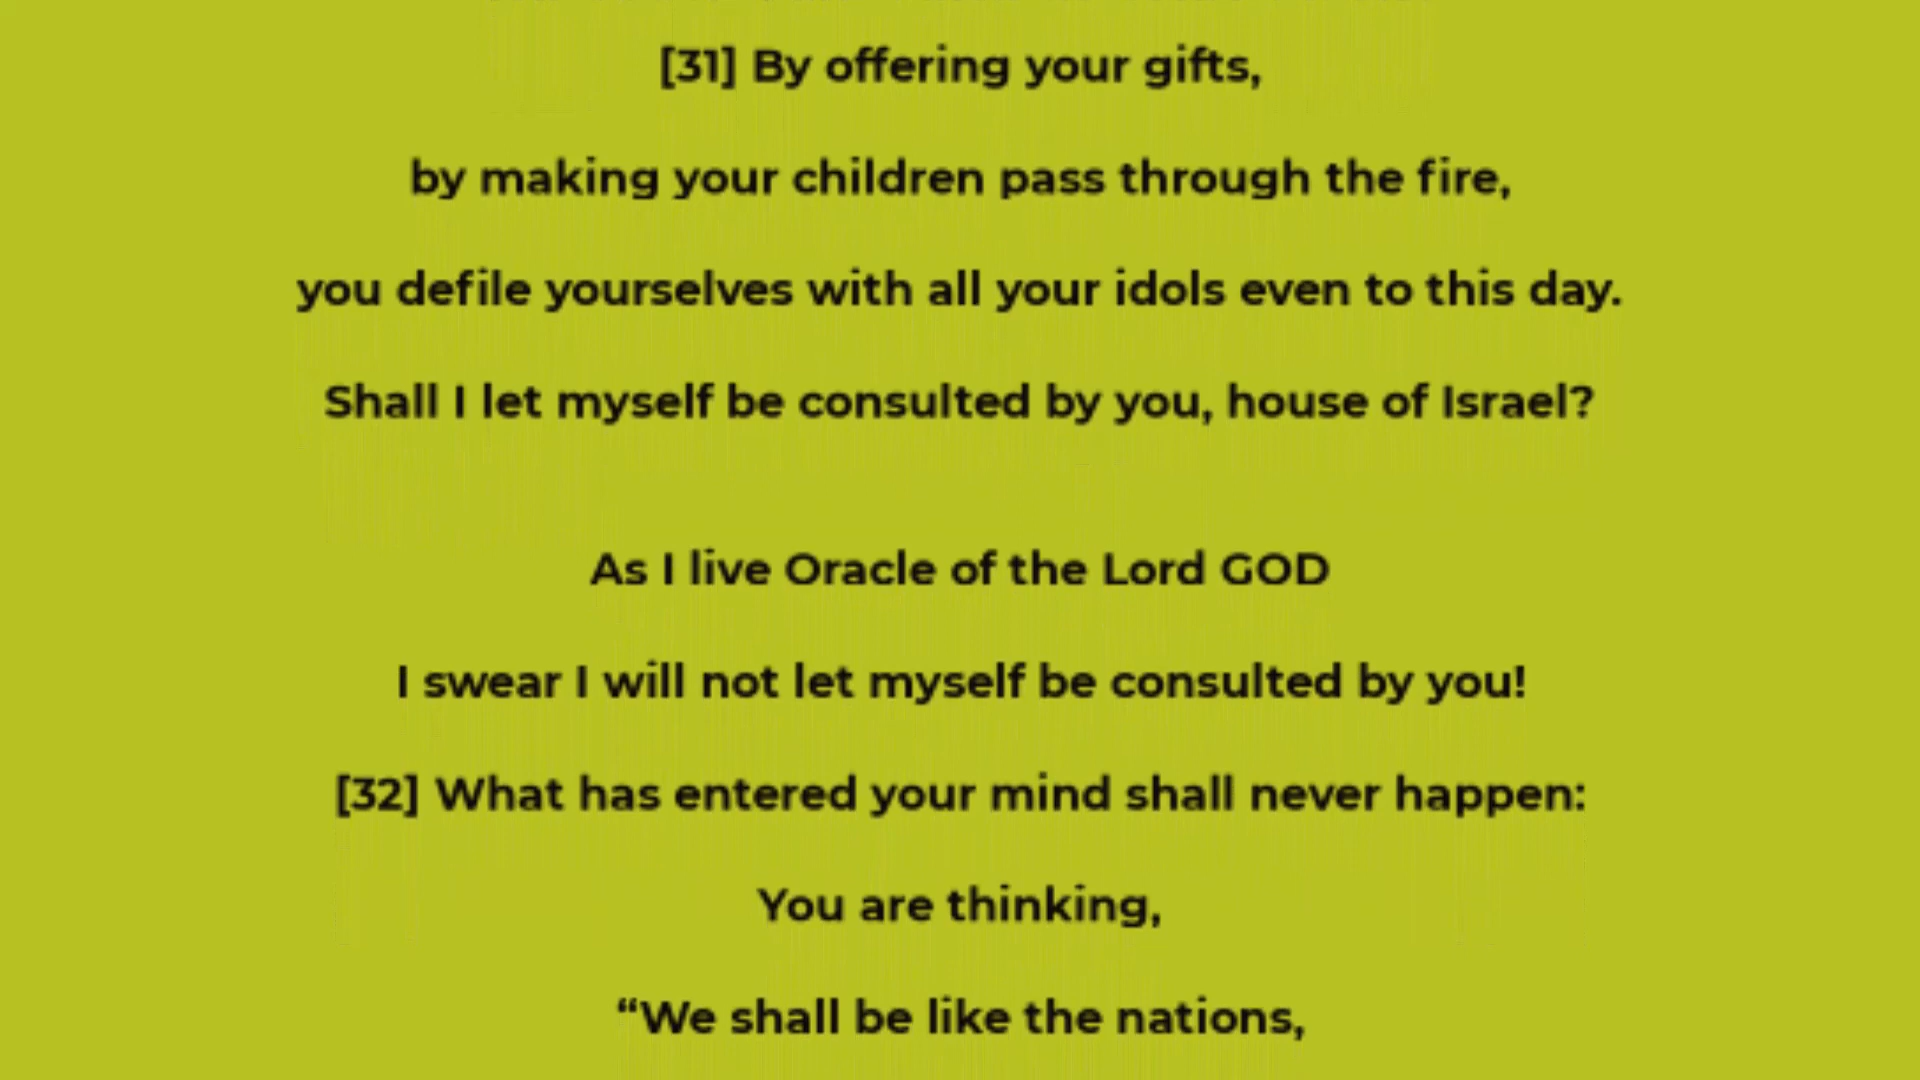 [31] By offering your gifts,
by making your children pass through the fire,
you defile yourselves with all your idols even to this day.
Shall I let myself be consulted by you, house of Israel?
As I live Oracle of the Lord GOD
I swear I will not let myself be consulted by you!
[32] What has entered your mind shall never happen:
You are thinking,
“We shall be like the nations,